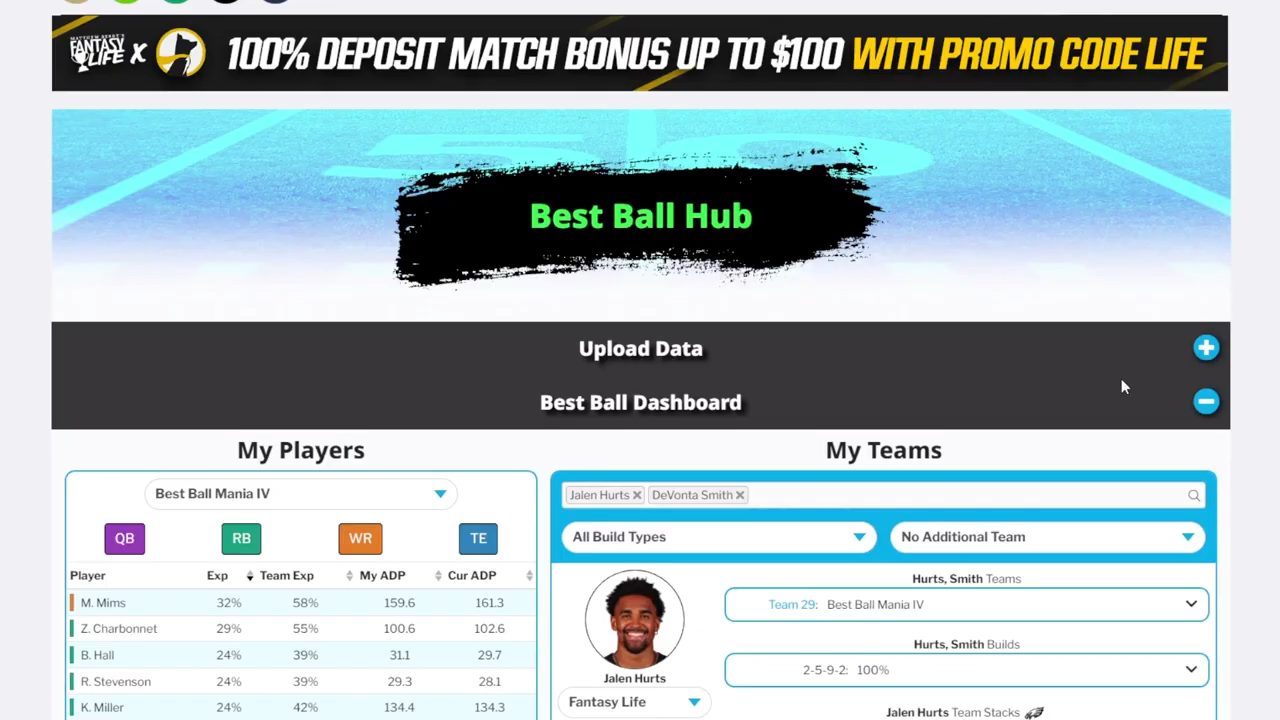 FANTASY LIFE X 100% DEPOSIT MATCH BONUS UP TO $100 WITH PROMO CODE LIFE
50
Best Ball Hub
Upload Data
Best Ball Dashboard
My Players
Best Ball Mania IV
QB RB WR TE
Player Exp Team Exp My ADP Cur ADP
M. Mims 32% 58% 159.6 161.3
Z. Charbonnet 29% 55% 100.6 102.6
B. Hall 24% 39% 31.1 29.7
R. Stevenson 24% 39% 29.3 28.1
K. Miller 24% 42% 134.4 134.3
My Teams
Jalen Hurts × DeVonta Smith ×
All Build Types No Additional Team
Jalen Hurts
Fantasy Life
Hurts, Smith Teams
Team 29: Best Ball Mania IV
Hurts, Smith Builds
2-5-9-2: 100%
Jalen Hurts Team Stacks